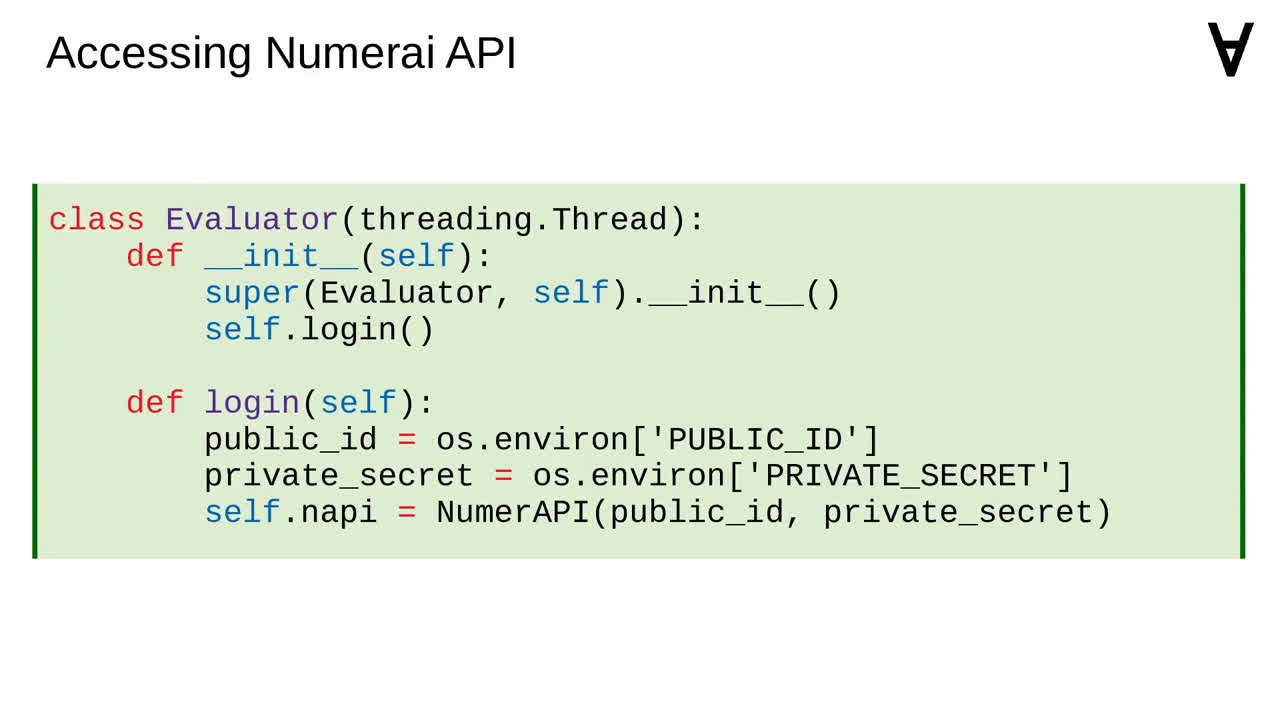 Accessing Numerai API
class Evaluator(threading.Thread):
    def __init__(self):
        super(Evaluator, self).__init__()
        self.login()

    def login(self):
        public_id = os.environ['PUBLIC_ID']
        private_secret = os.environ['PRIVATE_SECRET']
        self.napi = NumerAPI(public_id, private_secret)